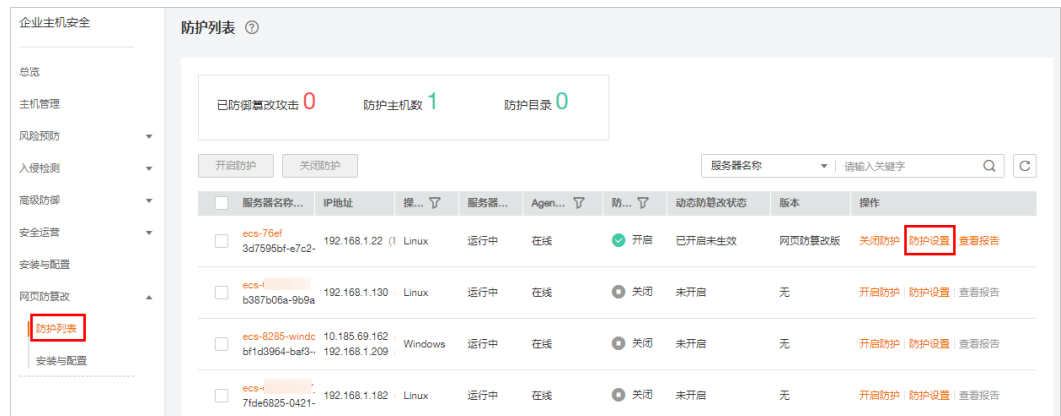 企业主机安全
总览
主机管理
风险预防
入侵检测
高级防御
安全运营
安装与配置
网页防篡改
防护列表
安装与配置
防护列表
已防御篡改攻击 0 防护主机数 1 防护目录 0
开启防护 关闭防护 服务器名称 请输入关键字
服务器名称... IP地址 操... 服务器... Agen... 防... 动态防篡改状态 版本 操作
ecs-76ef
3d7595bf-e7c2- 192.168.1.22 Linux 运行中 在线 开启 已开启未生效 网页防篡改版 关闭防护 防护设置 查看报告
ecs-
b387b06a-9b9a 192.168.1.130 Linux 运行中 在线 关闭 未开启 无 开启防护 防护设置 查看报告
ecs-8285-windo 10.185.69.162
bf1d3964-baf3- 192.168.1.209 Windows 运行中 在线 关闭 未开启 无 开启防护 防护设置 查看报告
ecs-
7fde6825-0421- 192.168.1.182 Linux 运行中 在线 关闭 未开启 无 开启防护 防护设置 查看报告